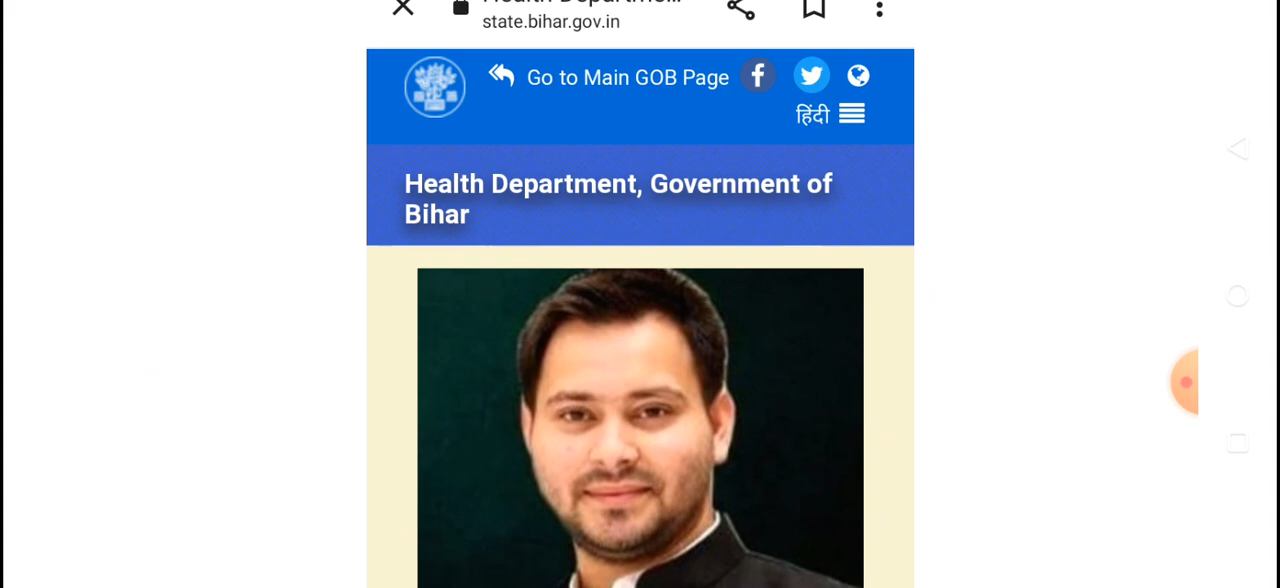 state.bihar.gov.in
Go to Main GOB Page
हिंदी
Health Department, Government of
Bihar